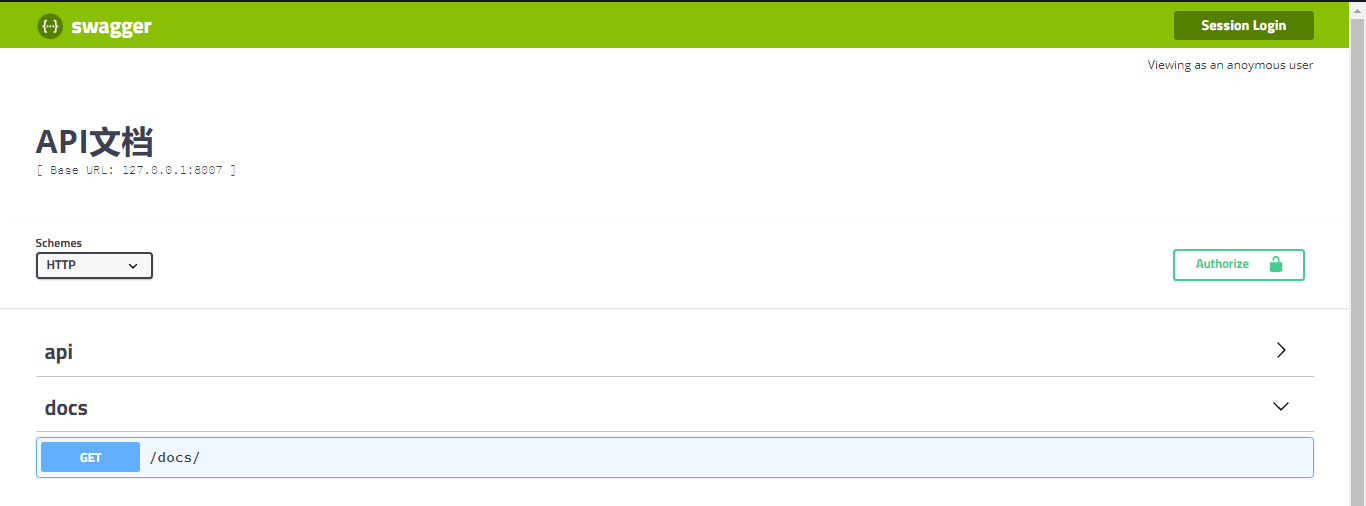 swagger
Session Login
Viewing as an anoymous user
API文档
[ Base URL: 127.0.0.1:8007 ]
Schemes
HTTP
Authorize
api
docs
GET /docs/